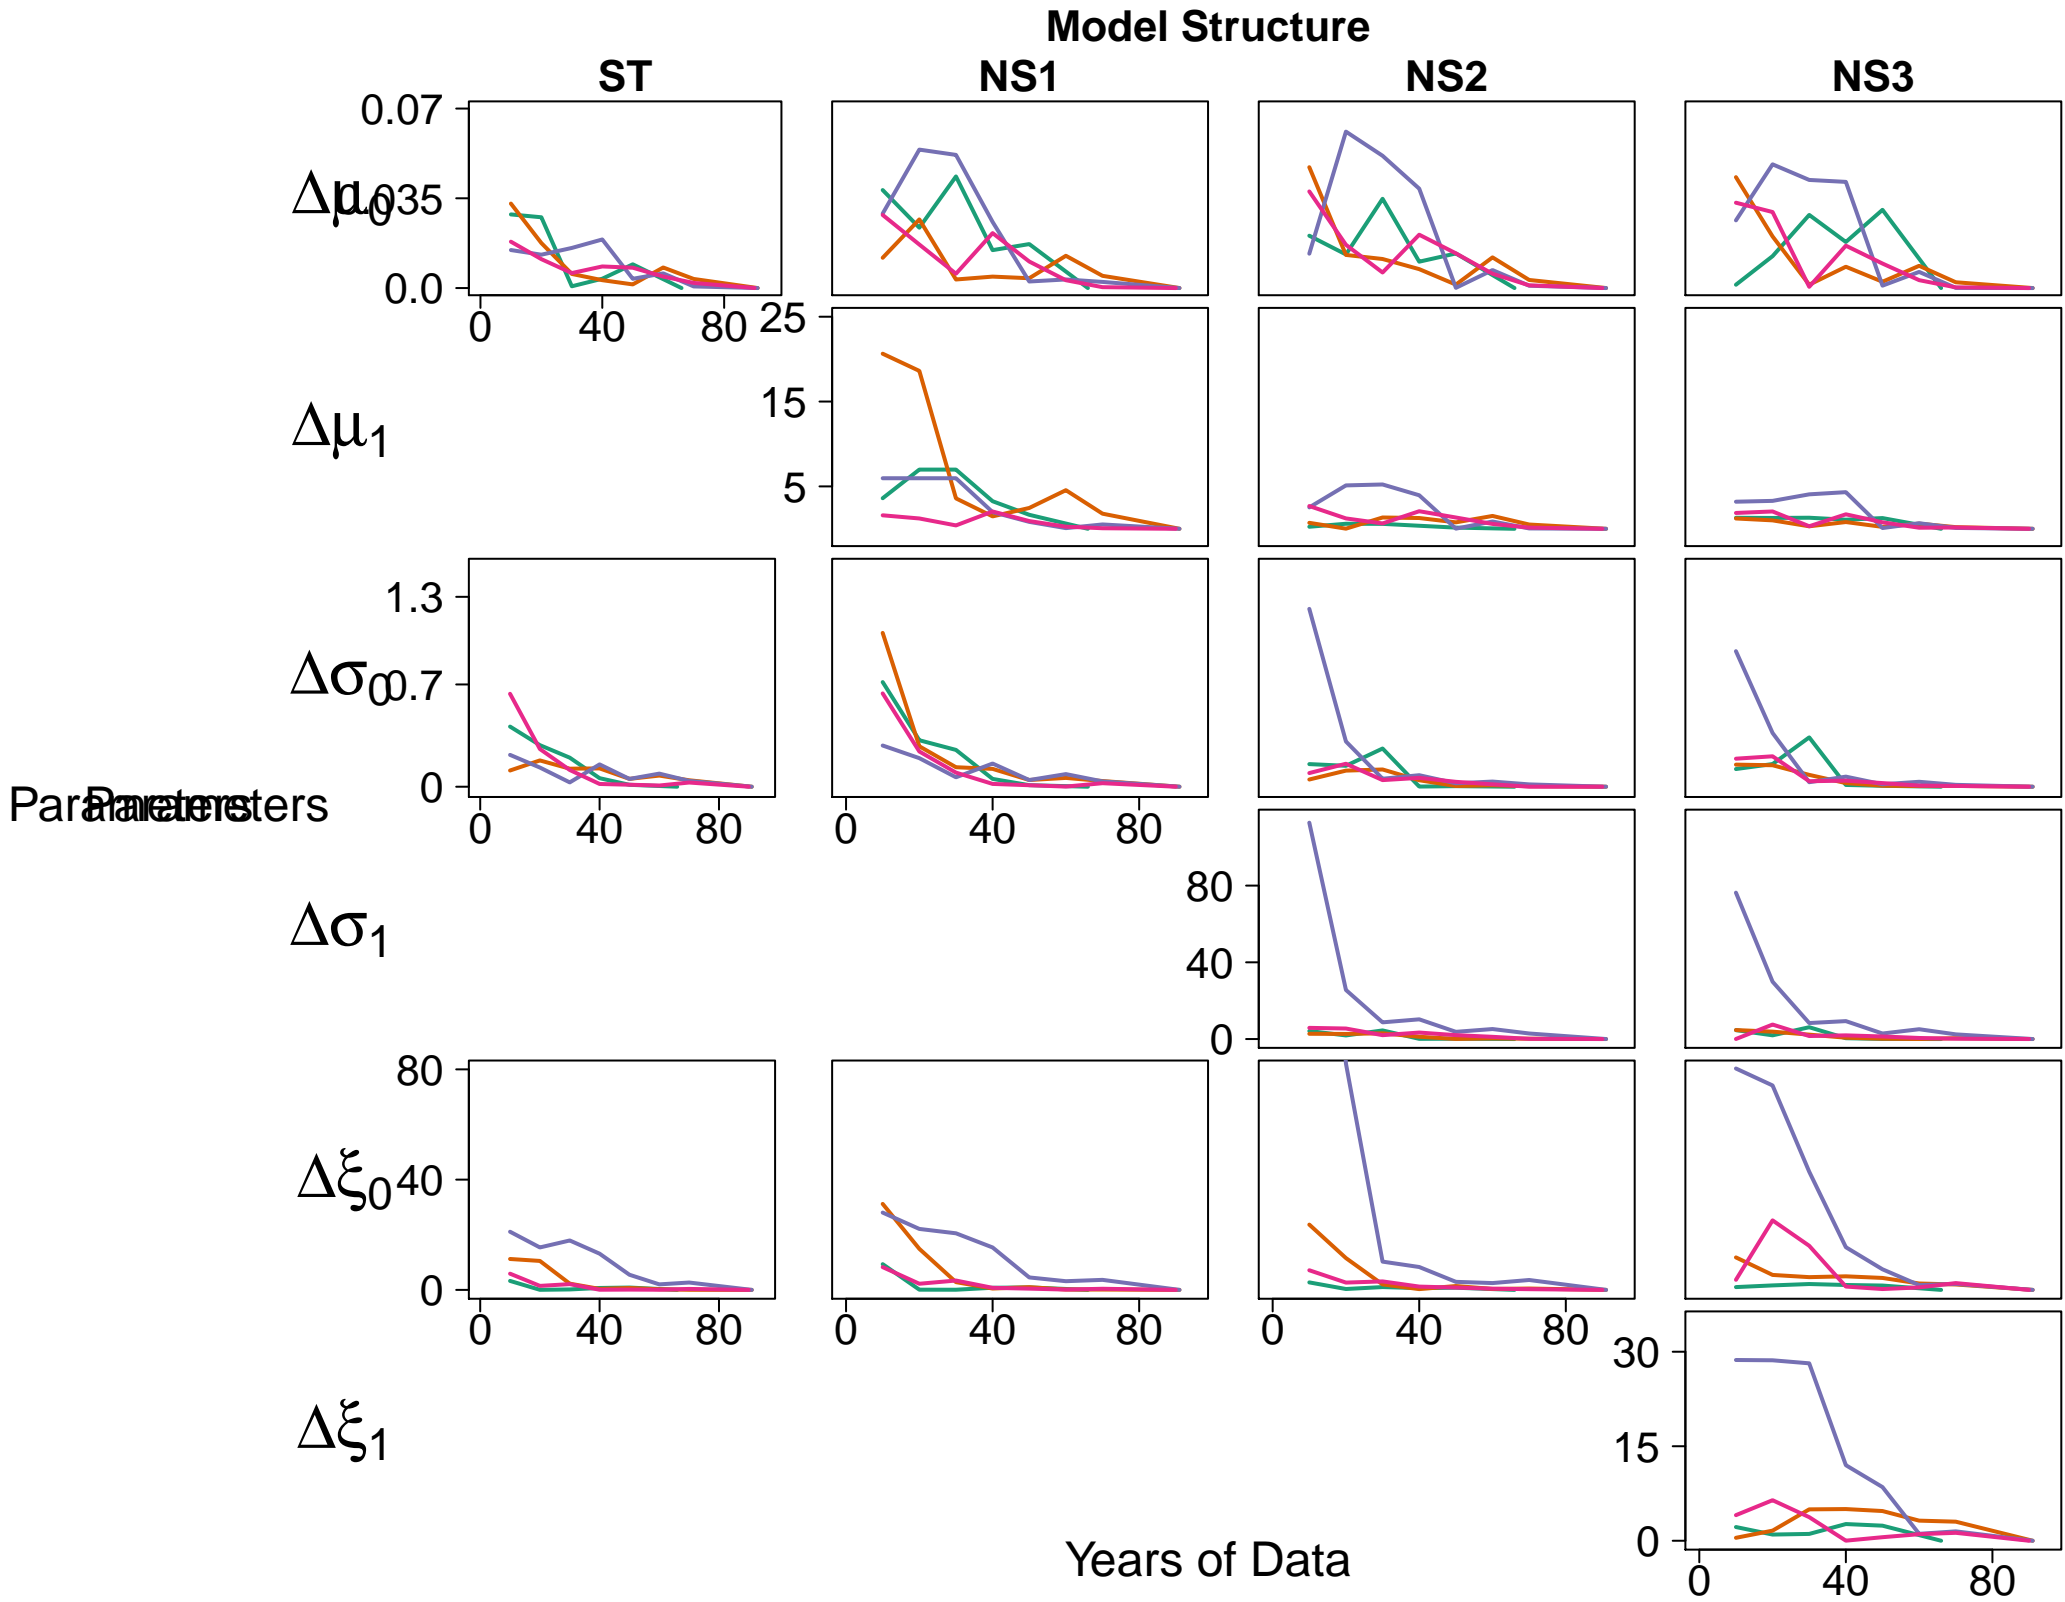 Model Structure
ST NS1 NS2 NS3
0.07
Δμ0 0.035
0.0
0 40 80
25
Δμ1 15
5
1.3
Δσ0 0.7
0
0 40 80 0 40 80
Parameters Parameters
80
Δσ1 40
0
80
Δξ0 40
0
0 40 80 0 40 80 0 40 80
30
Δξ1 15
0
0 40 80
Years of Data